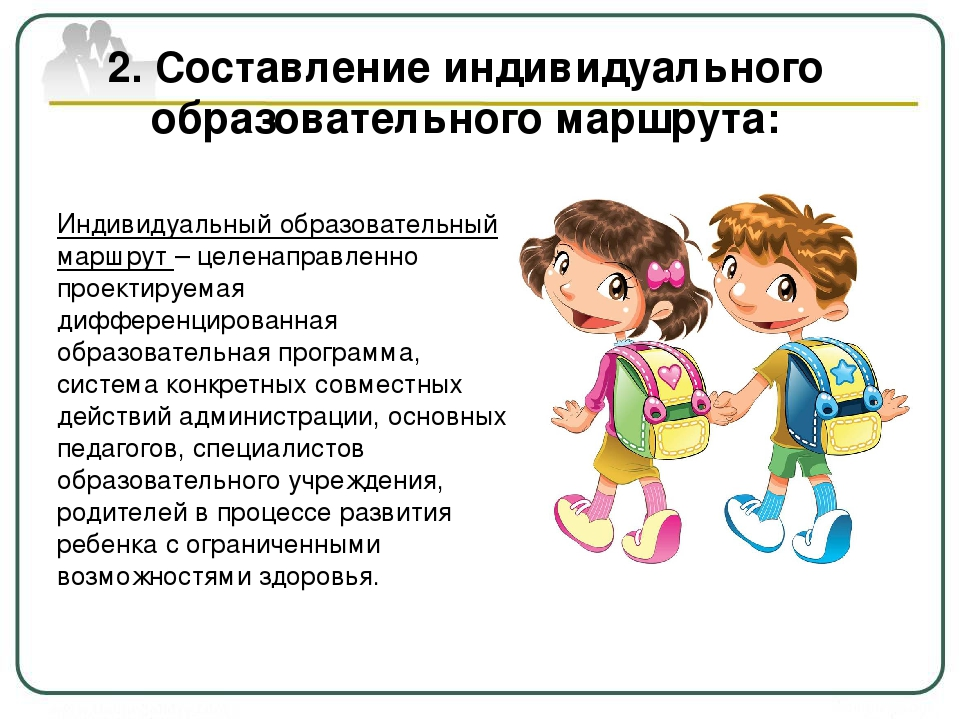 2. Составление индивидуального
образовательного маршрута:
Индивидуальный образовательный
маршрут – целенаправленно
проектируемая
дифференцированная
образовательная программа,
система конкретных совместных
действий администрации, основных
педагогов, специалистов
образовательного учреждения,
родителей в процессе развития
ребенка с ограниченными
возможностями здоровья.